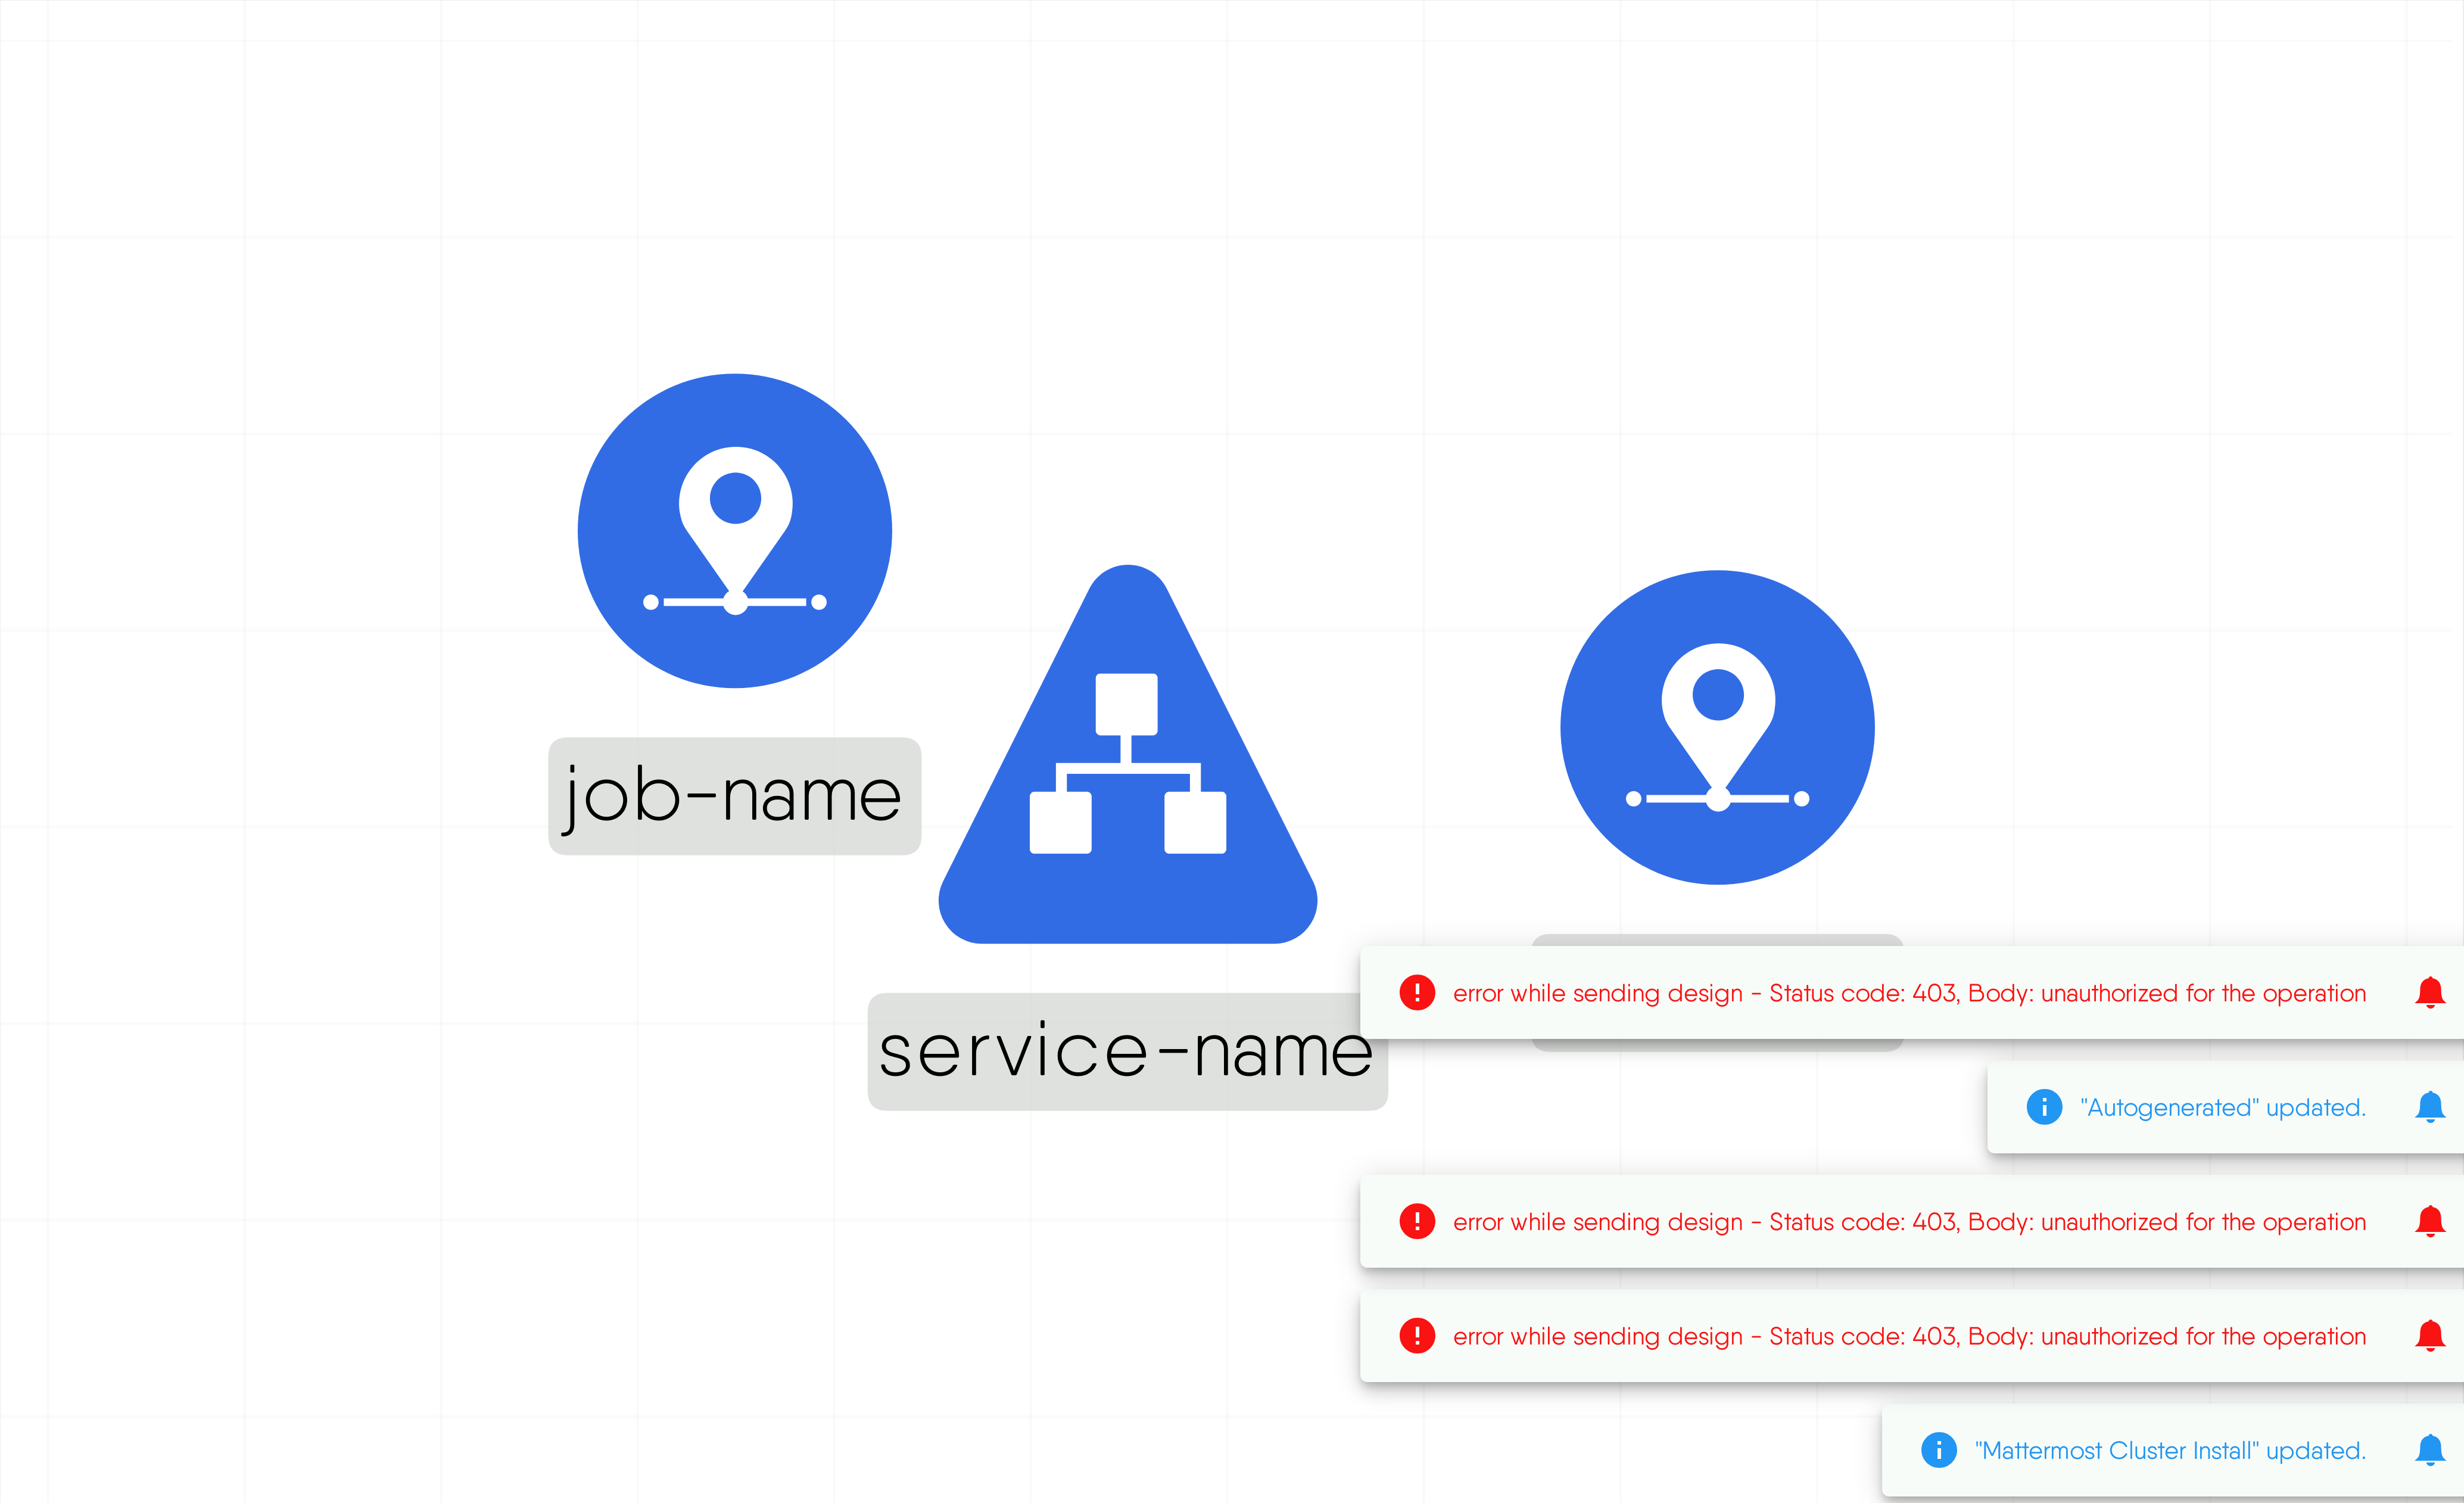 job-name
service-name
error while sending design - Status code: 403, Body: unauthorized for the operation
"Autogenerated" updated.
error while sending design - Status code: 403, Body: unauthorized for the operation
error while sending design - Status code: 403, Body: unauthorized for the operation
"Mattermost Cluster Install" updated.